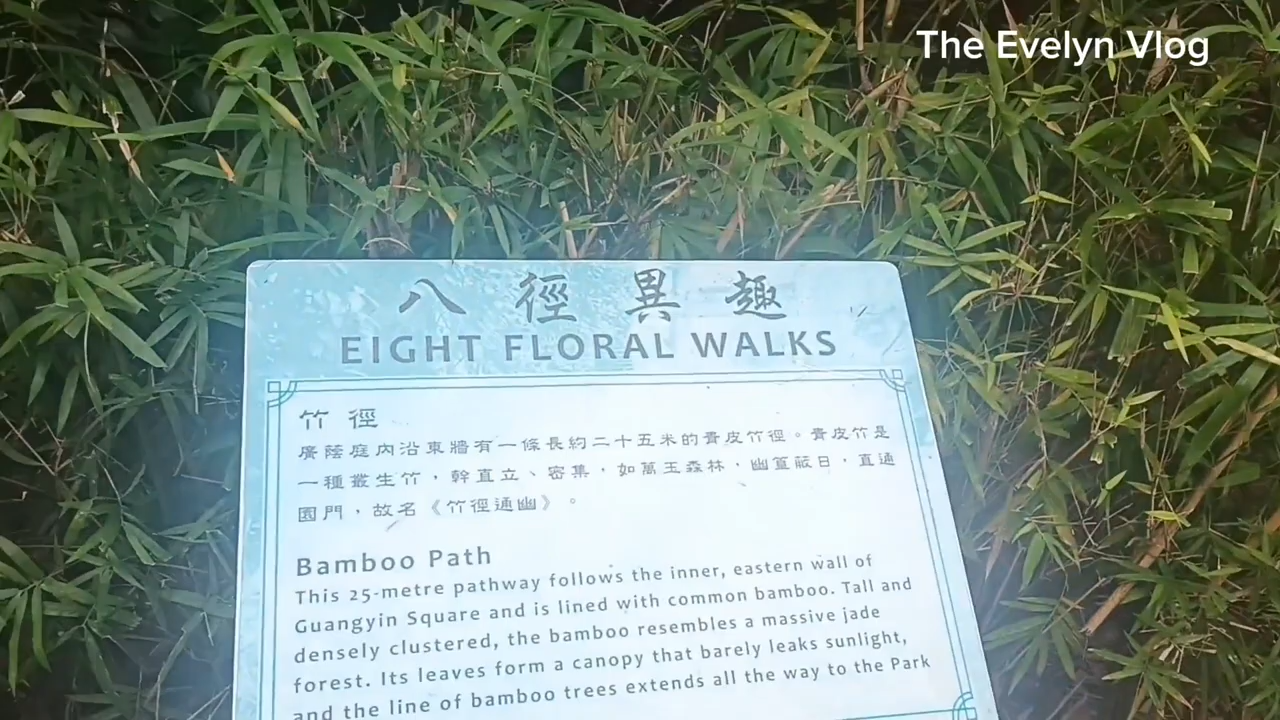 The Evelyn Vlog
八徑異趣
EIGHT FLORAL WALKS
竹徑
廣蔭庭內沿東牆有一條長約二十五米的青皮竹徑。青皮竹是
一種叢生竹，幹直立、密集，如萬玉森林，幽篁蔽日，直通
園門，故名《竹徑通幽》。
Bamboo Path
This 25-metre pathway follows the inner, eastern wall of
Guangyin Square and is lined with common bamboo. Tall and
densely clustered, the bamboo resembles a massive jade
forest. Its leaves form a canopy that barely leaks sunlight,
and the line of bamboo trees extends all the way to the Park